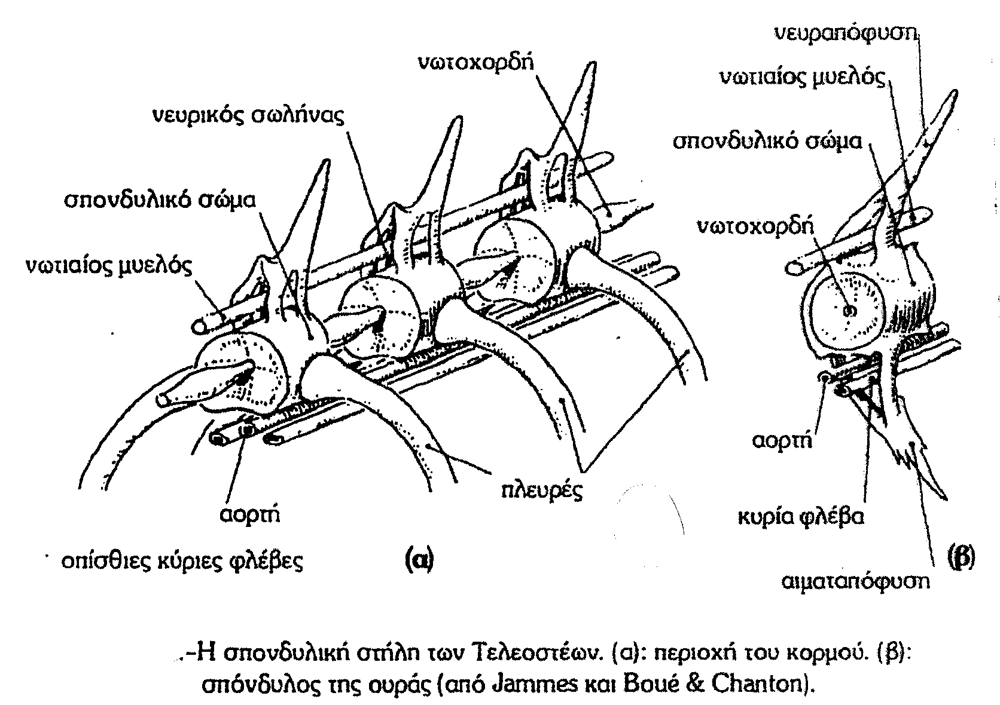 νευραπόφυση
νωτοχορδή
νωτιαίος μυελός
νευρικός σωλήνας
σπονδυλικό σώμα
σπονδυλικό σώμα
νωτοχορδή
νωτιαίος μυελός
αορτή
πλευρές
αορτή
κυρία φλέβα
οπίσθιες κύριες φλέβες
(α)
(β)
αιματαπόφυση
.-Η σπονδυλική στήλη των Τελεοστέων. (α): περιοχή του κορμού. (β):
σπόνδυλος της ουράς (από Jammes και Boué & Chanton).